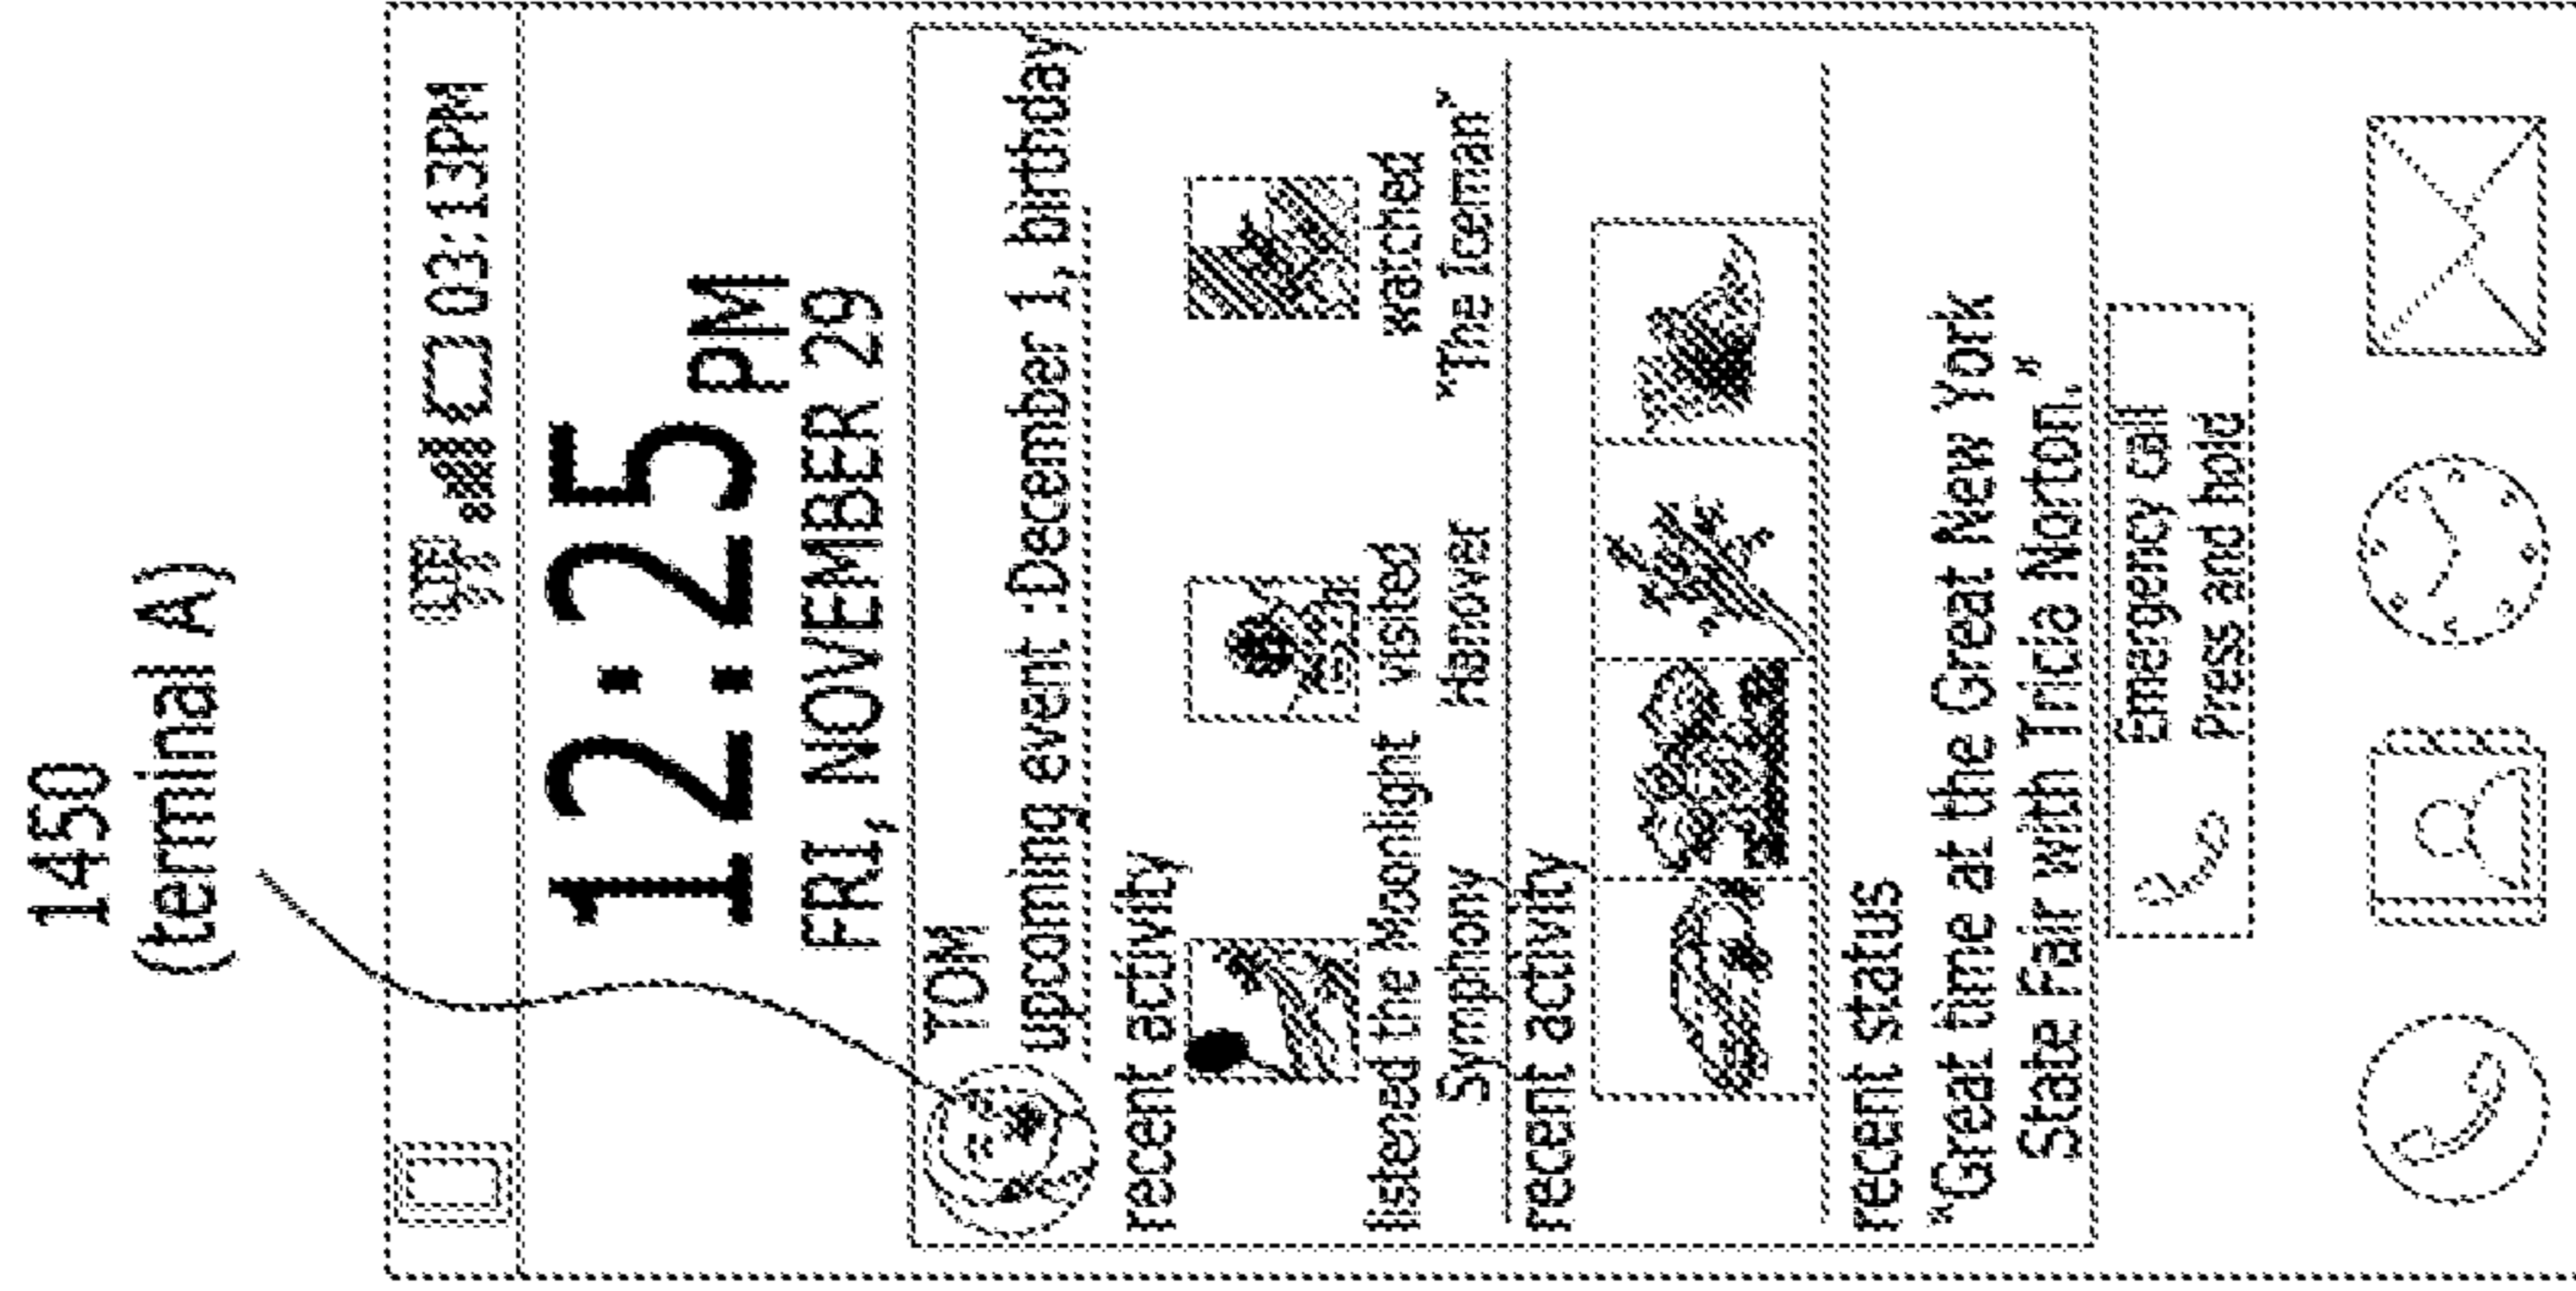 1450
(terminal A)
LTE 03:13PM
12:25 PM
FRI, NOVEMBER 29
TOM
upcoming event :December 1, birthday
recent activity
listened the Moonlight visited watched
Symphony Hanover "The Iceman"
recent activity
recent status
"Great time at the Great New York
State Fair with Tricia Norton."
Emergency call
Press and hold